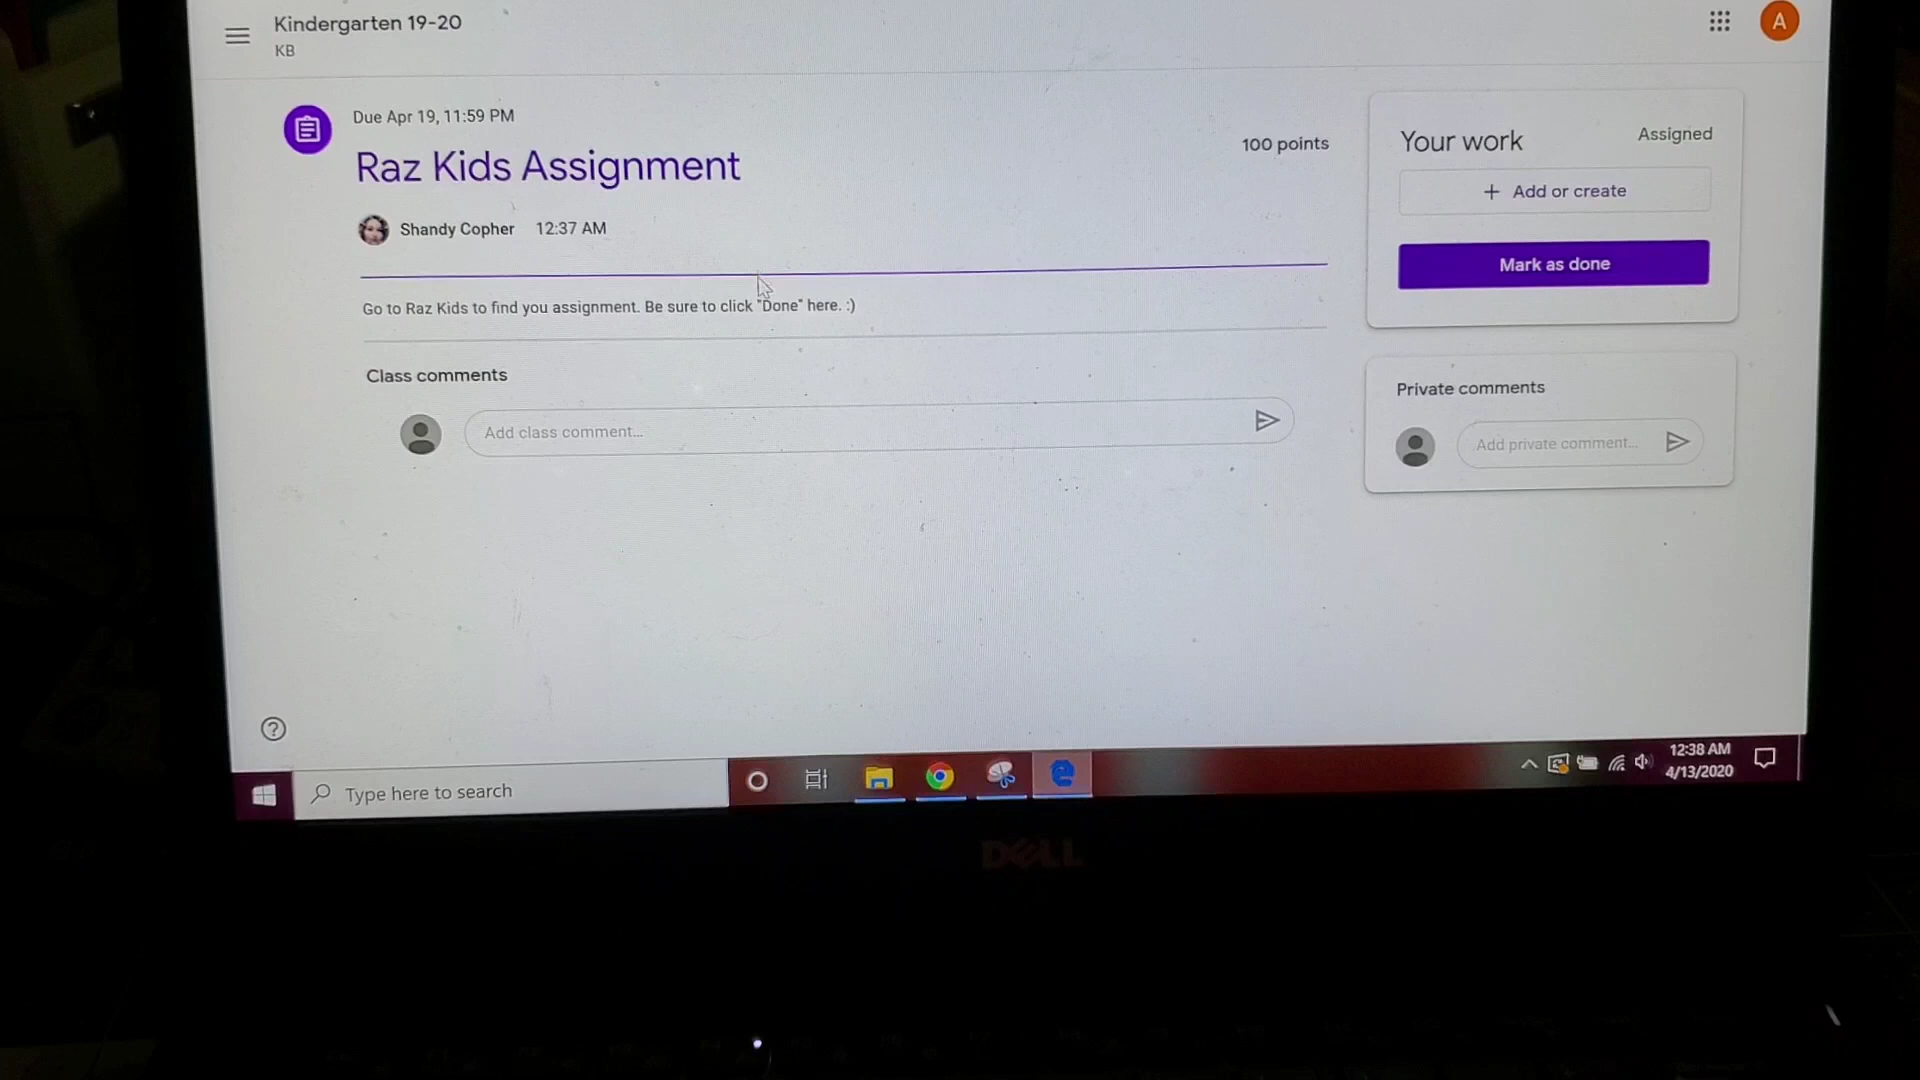 Kindergarten 19-20
KB
A
Due Apr 19, 11:59 PM
Raz Kids Assignment
100 points
Shandy Copher 12:37 AM
Go to Raz Kids to find you assignment. Be sure to click "Done" here. :)
Class comments
Add class comment...
Your work
Assigned
+ Add or create
Mark as done
Private comments
Add private comment...
?
Type here to search
12:38 AM
4/13/2020
DELL